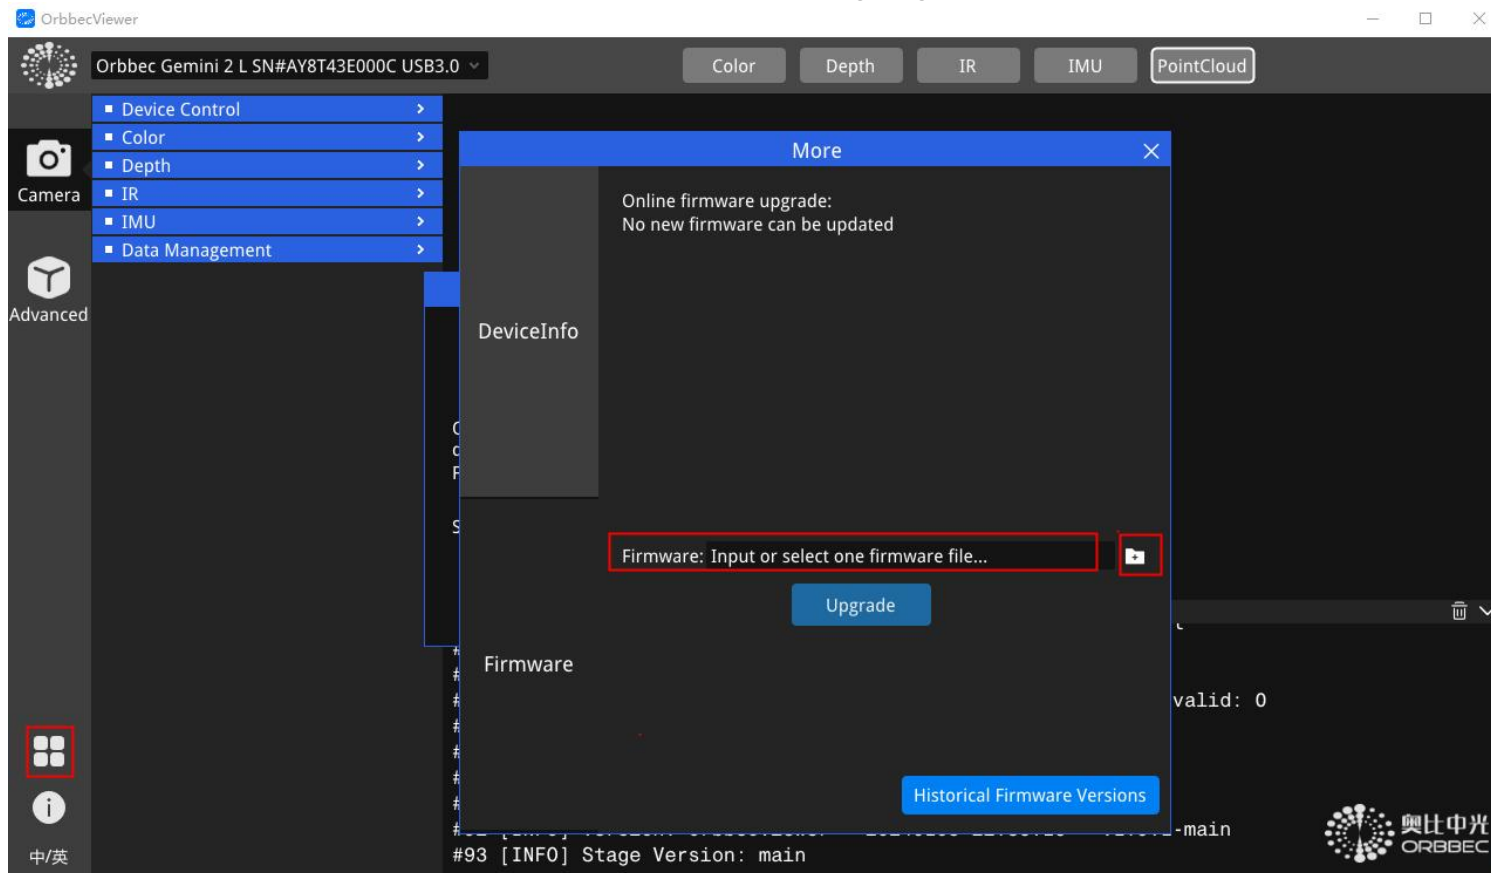 OrbbecViewer
Orbbec Gemini 2 L SN#AY8T43E000C USB3.0
Color
Depth
IR
IMU
PointCloud
Device Control
Color
Depth
IR
IMU
Data Management
Camera
Advanced
中/英
More
DeviceInfo
Firmware
Online firmware upgrade:
No new firmware can be updated
Firmware: Input or select one firmware file...
Upgrade
Historical Firmware Versions
valid: 0
-main
#93 [INFO] Stage Version: main
奥比中光
ORBBEC